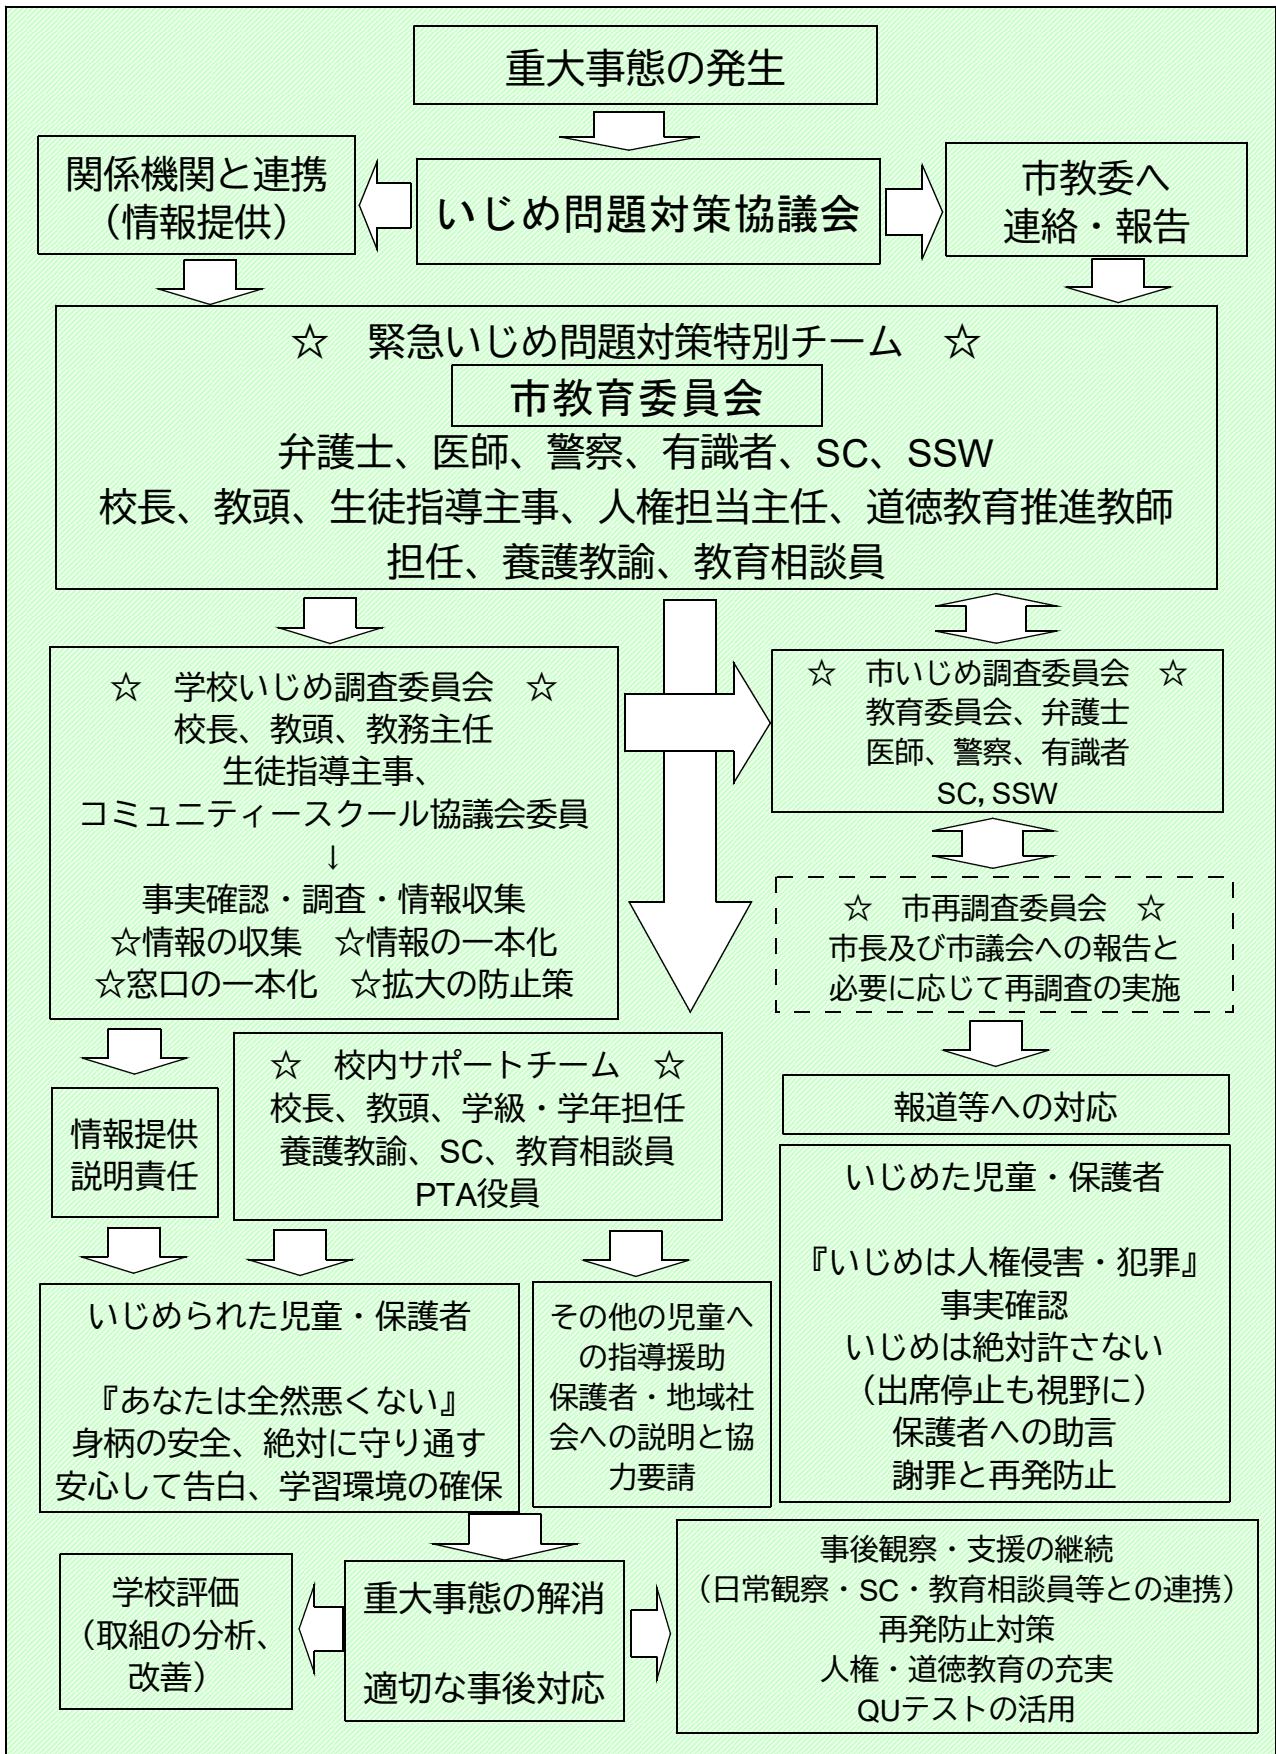 重大事態の発生
関係機関と連携
（情報提供）
いじめ問題対策協議会
市教委へ
連絡・報告
☆　緊急いじめ問題対策特別チーム　☆
市教育委員会
弁護士、医師、警察、有識者、SC、SSW
校長、教頭、生徒指導主事、人権担当主任、道徳教育推進教師
担任、養護教諭、教育相談員
☆　学校いじめ調査委員会　☆
校長、教頭、教務主任
生徒指導主事、
コミュニティースクール協議会委員
↓
事実確認・調査・情報収集
☆情報の収集　☆情報の一本化
☆窓口の一本化　☆拡大の防止策
☆　市いじめ調査委員会　☆
教育委員会、弁護士
医師、警察、有識者
SC, SSW
☆　市再調査委員会　☆
市長及び市議会への報告と
必要に応じて再調査の実施
情報提供
説明責任
☆　校内サポートチーム　☆
校長、教頭、学級・学年担任
養護教諭、SC、教育相談員
PTA役員
報道等への対応
いじめられた児童・保護者
『あなたは全然悪くない』
身柄の安全、絶対に守り通す
安心して告白、学習環境の確保
その他の児童へ
の指導援助
保護者・地域社
会への説明と協
力要請
いじめた児童・保護者
『いじめは人権侵害・犯罪』
事実確認
いじめは絶対許さない
（出席停止も視野に）
保護者への助言
謝罪と再発防止
学校評価
（取組の分析、
改善）
重大事態の解消
適切な事後対応
事後観察・支援の継続
（日常観察・SC・教育相談員等との連携）
再発防止対策
人権・道徳教育の充実
QUテストの活用